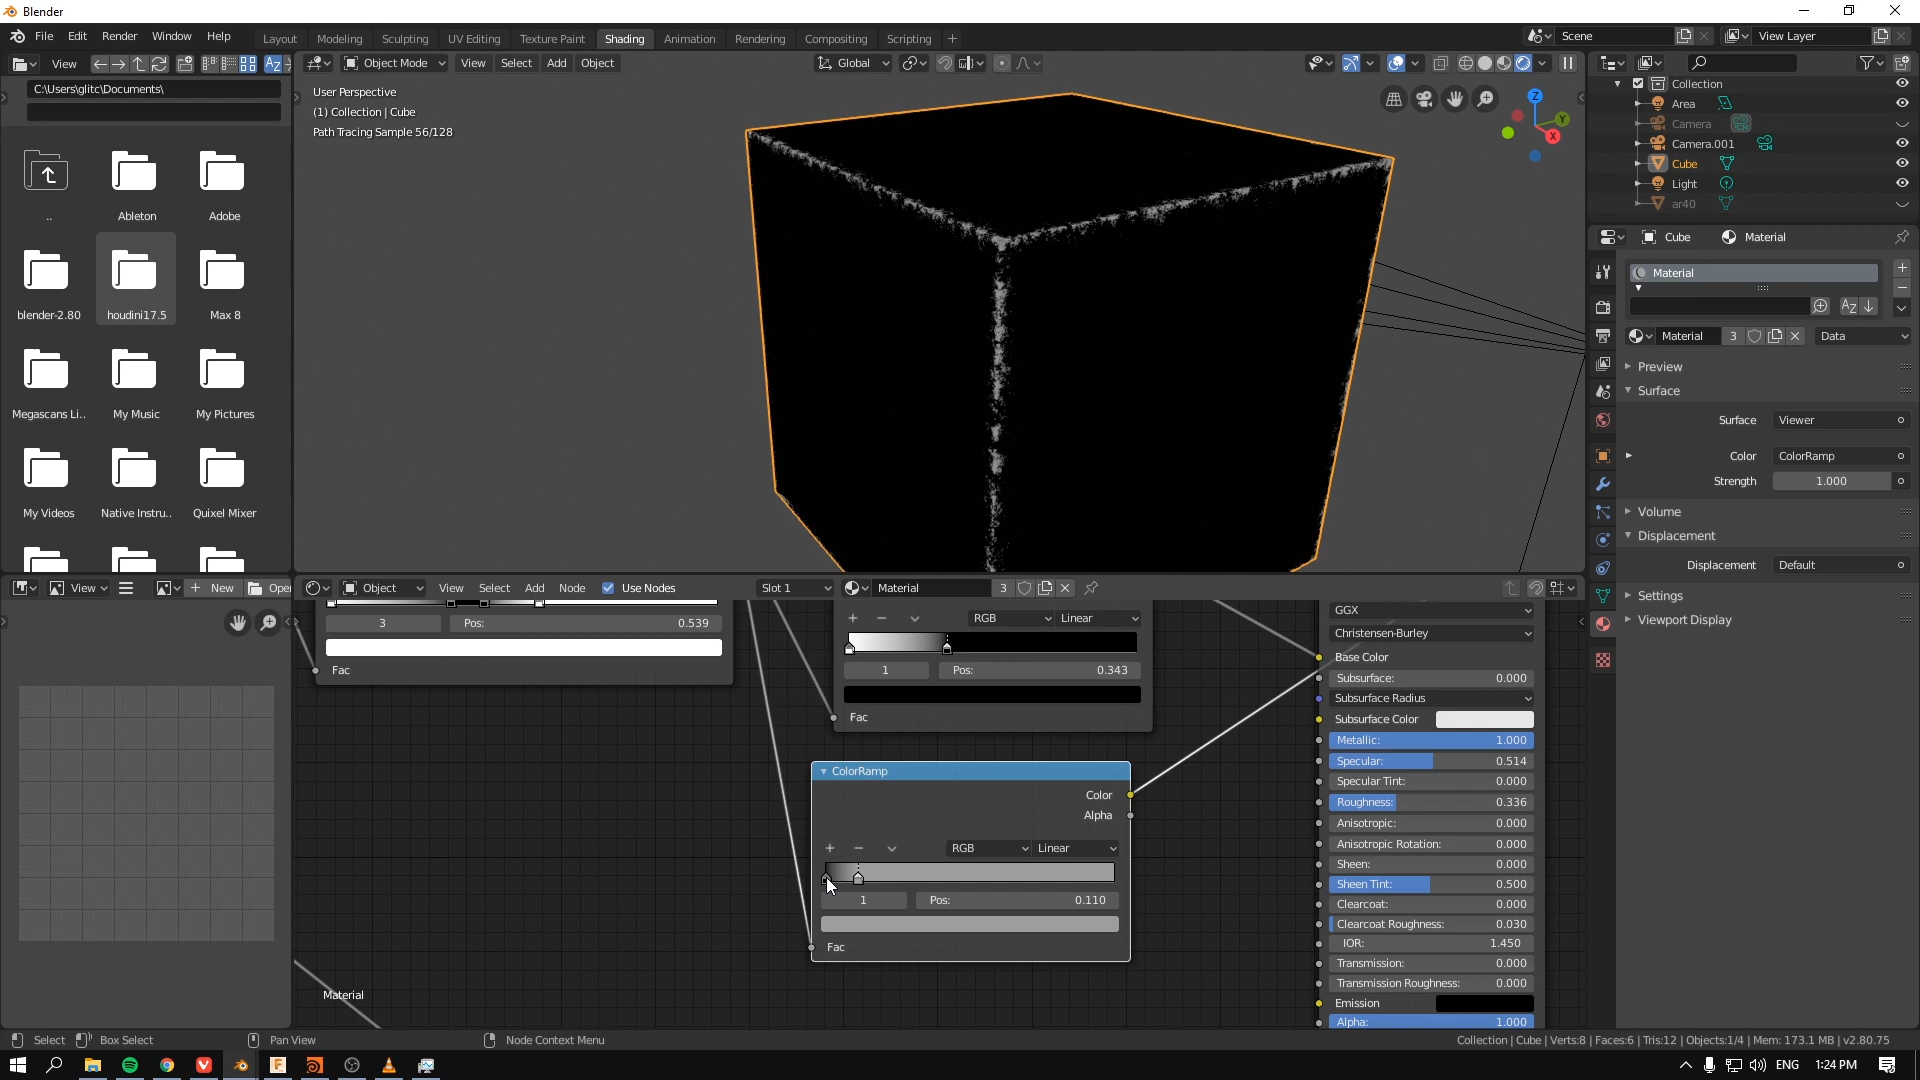 Blender
File Edit Render Window Help
Layout Modeling Sculpting UV Editing Texture Paint Shading Animation Rendering Compositing Scripting
Scene
View Layer
View
Object Mode View Select Add Object
Global
C:\Users\glitc\Documents\
User Perspective
(1) Collection | Cube
Path Tracing Sample 56/128
..
Ableton
Adobe
blender-2.80
houdini17.5
Max 8
Megascans Li..
My Music
My Pictures
My Videos
Native Instru..
Quixel Mixer
Z
Y
X
Collection
Area
Camera
Camera.001
Cube
Light
ar40
Cube Material
Material
Material 3 Data
Preview
Surface
Surface Viewer
Color ColorRamp
Strength 1.000
Volume
Displacement
Displacement Default
Settings
Viewport Display
View New Open
Object View Select Add Node Use Nodes Slot 1 Material 3
3 Pos: 0.539
Fac
RGB Linear
1 Pos: 0.343
Fac
ColorRamp
Color
Alpha
RGB Linear
1 Pos: 0.110
Fac
Material
GGX
Christensen-Burley
Base Color
Subsurface: 0.000
Subsurface Radius
Subsurface Color
Metallic: 1.000
Specular: 0.514
Specular Tint: 0.000
Roughness: 0.336
Anisotropic: 0.000
Anisotropic Rotation: 0.000
Sheen: 0.000
Sheen Tint: 0.500
Clearcoat: 0.000
Clearcoat Roughness: 0.030
IOR: 1.450
Transmission: 0.000
Transmission Roughness: 0.000
Emission
Alpha: 1.000
Select Box Select Pan View Node Context Menu
Collection | Cube | Verts:8 | Faces:6 | Tris:12 | Objects:1/4 | Mem: 173.1 MB | v2.80.75
ENG 1:24 PM